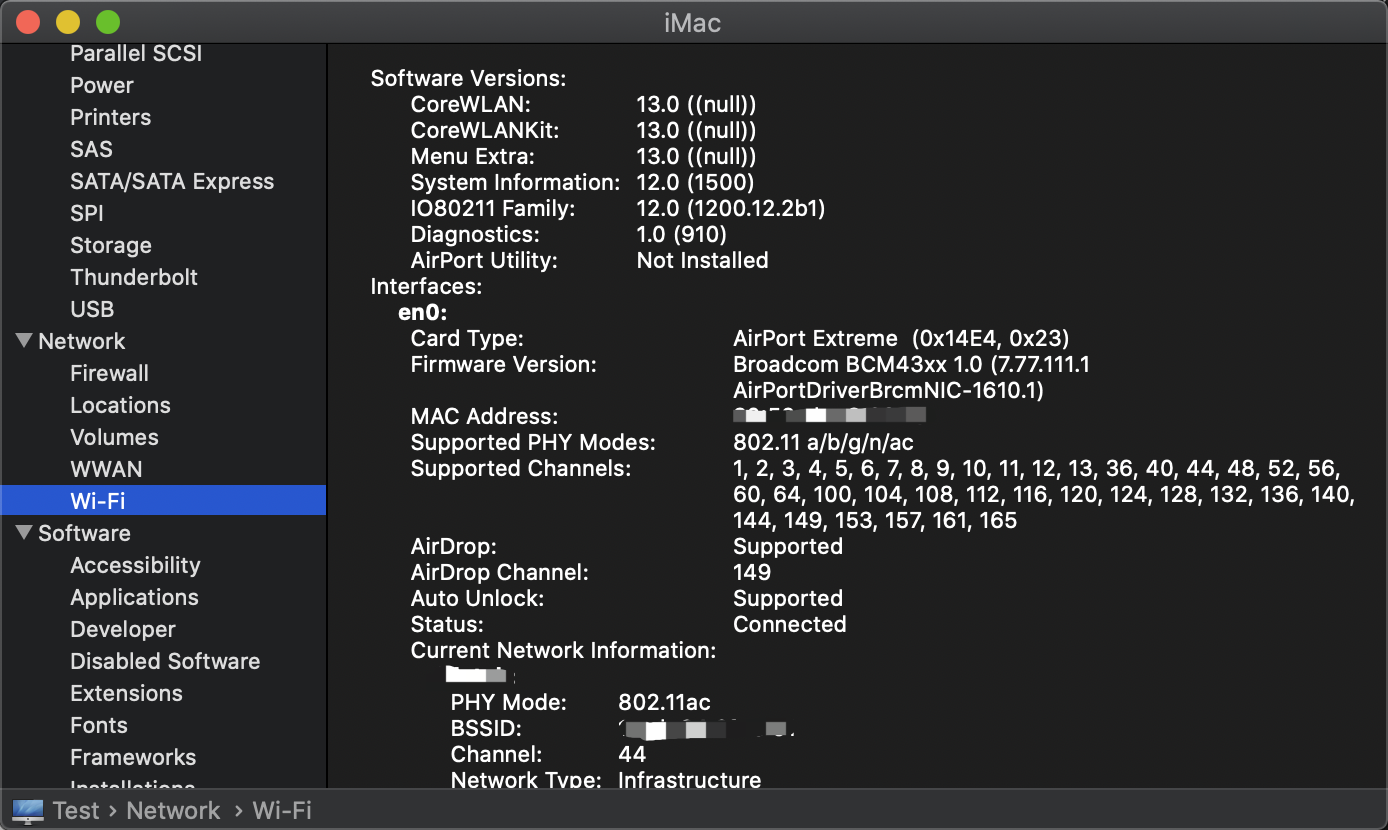 iMac
Parallel SCSI
Power
Printers
SAS
SATA/SATA Express
SPI
Storage
Thunderbolt
USB
Network
Firewall
Locations
Volumes
WWAN
Wi-Fi
Software
Accessibility
Applications
Developer
Disabled Software
Extensions
Fonts
Frameworks
Installations
Software Versions:
CoreWLAN: 13.0 ((null))
CoreWLANKit: 13.0 ((null))
Menu Extra: 13.0 ((null))
System Information: 12.0 (1500)
IO80211 Family: 12.0 (1200.12.2b1)
Diagnostics: 1.0 (910)
AirPort Utility: Not Installed
Interfaces:
en0:
Card Type: AirPort Extreme (0x14E4, 0x23)
Firmware Version: Broadcom BCM43xx 1.0 (7.77.111.1
AirPortDriverBrcmNIC-1610.1)
MAC Address:
Supported PHY Modes: 802.11 a/b/g/n/ac
Supported Channels: 1, 2, 3, 4, 5, 6, 7, 8, 9, 10, 11, 12, 13, 36, 40, 44, 48, 52, 56,
60, 64, 100, 104, 108, 112, 116, 120, 124, 128, 132, 136, 140,
144, 149, 153, 157, 161, 165
AirDrop: Supported
AirDrop Channel: 149
Auto Unlock: Supported
Status: Connected
Current Network Information:
PHY Mode: 802.11ac
BSSID:
Channel: 44
Network Type: Infrastructure
Test › Network › Wi-Fi